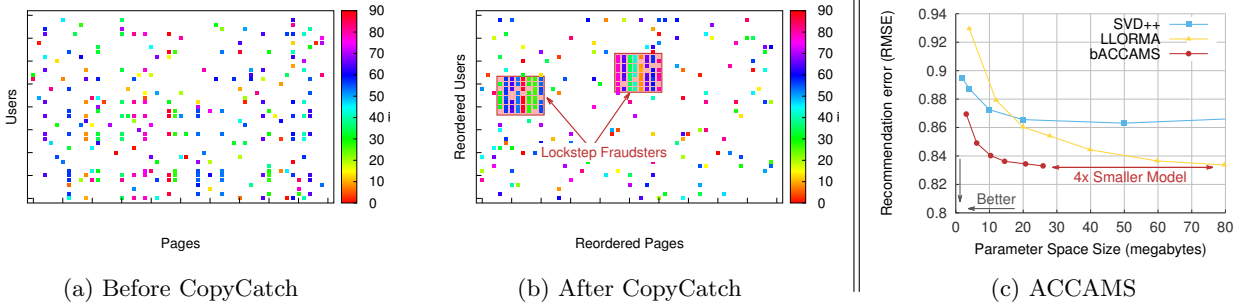 Users
90
80
70
60
50
40
30
20
10
0
i
Pages
(a) Before CopyCatch
Reordered Users
Lockstep Fraudsters
90
80
70
60
50
40
30
20
10
0
i
Reordered Pages
(b) After CopyCatch
Recommendation error (RMSE)
0.94
0.92
0.9
0.88
0.86
0.84
0.82
0.8
SVD++
LLORMA
bACCAMS
4x Smaller Model
Better
0 10 20 30 40 50 60 70 80
Parameter Space Size (megabytes)
(c) ACCAMS